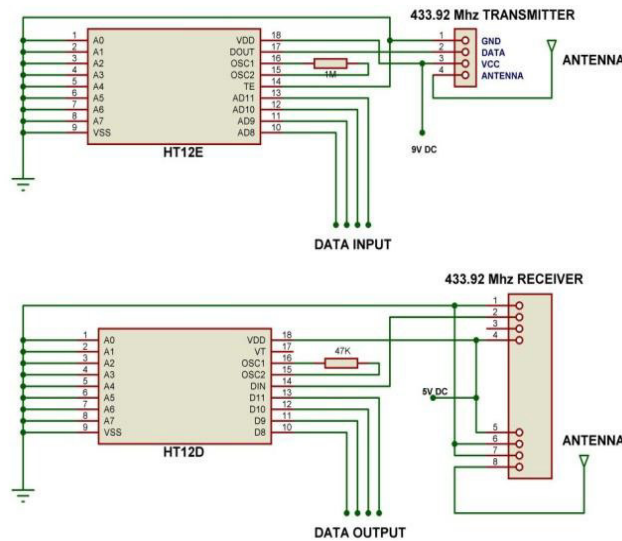 433.92 Mhz TRANSMITTER
1 A0 VDD 18
2 A1 DOUT 17
3 A2 OSC1 16
4 A3 OSC2 15
5 A4 TE 14
6 A5 AD11 13
7 A6 AD10 12
8 A7 AD9 11
9 VSS AD8 10
1M
HT12E
1 GND
2 DATA
3 VCC
4 ANTENNA
ANTENNA
9V DC
DATA INPUT
433.92 Mhz RECEIVER
1 A0 VDD 18
2 A1 VT 17
3 A2 OSC1 16
4 A3 OSC2 15
5 A4 DIN 14
6 A5 D11 13
7 A6 D10 12
8 A7 D9 11
9 VSS D8 10
47K
HT12D
1
2
3
4
5V DC
5
6
7
8
ANTENNA
DATA OUTPUT